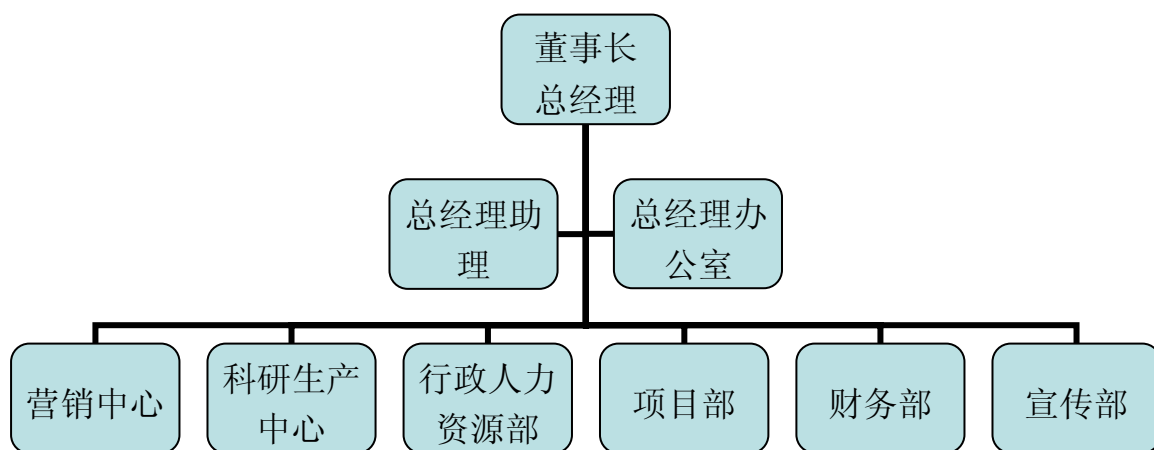 董事长
总经理
总经理助
理
总经理办
公室
营销中心
科研生产
中心
行政人力
资源部
项目部
财务部
宣传部